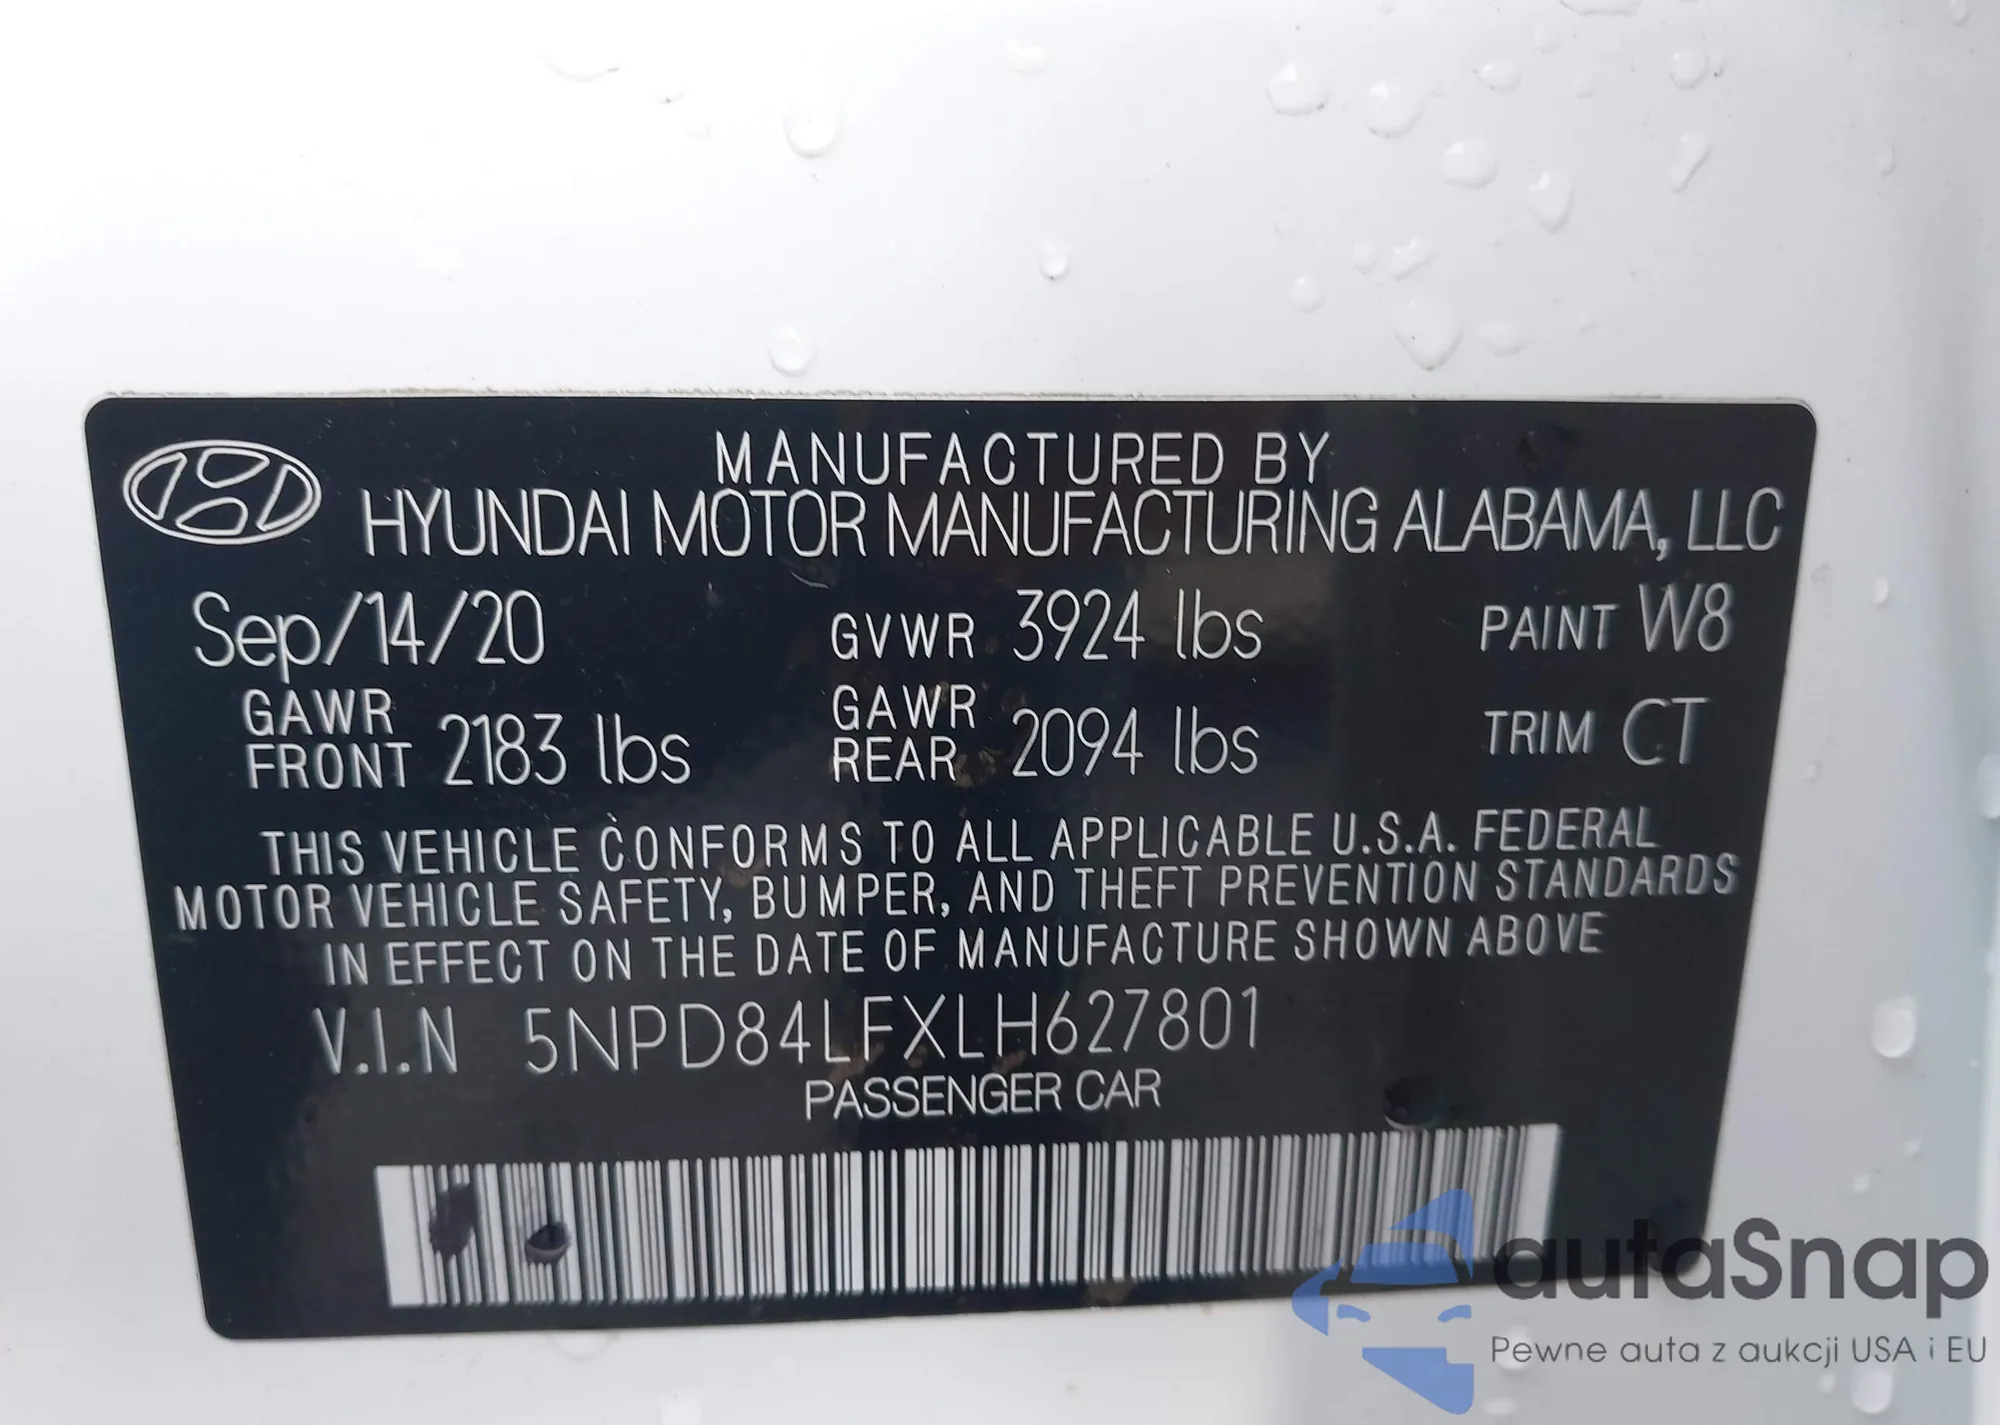 MANUFACTURED BY
HYUNDAI MOTOR MANUFACTURING ALABAMA, LLC
Sep/14/20 GVWR 3924 lbs PAINT W8
GAWR FRONT 2183 lbs GAWR REAR 2094 lbs TRIM CT
THIS VEHICLE CONFORMS TO ALL APPLICABLE U.S.A. FEDERAL
MOTOR VEHICLE SAFETY, BUMPER, AND THEFT PREVENTION STANDARDS
IN EFFECT ON THE DATE OF MANUFACTURE SHOWN ABOVE
V.I.N 5NPD84LFXLH627801
PASSENGER CAR
autaSnap
Pewne auta z aukcji USA i EU